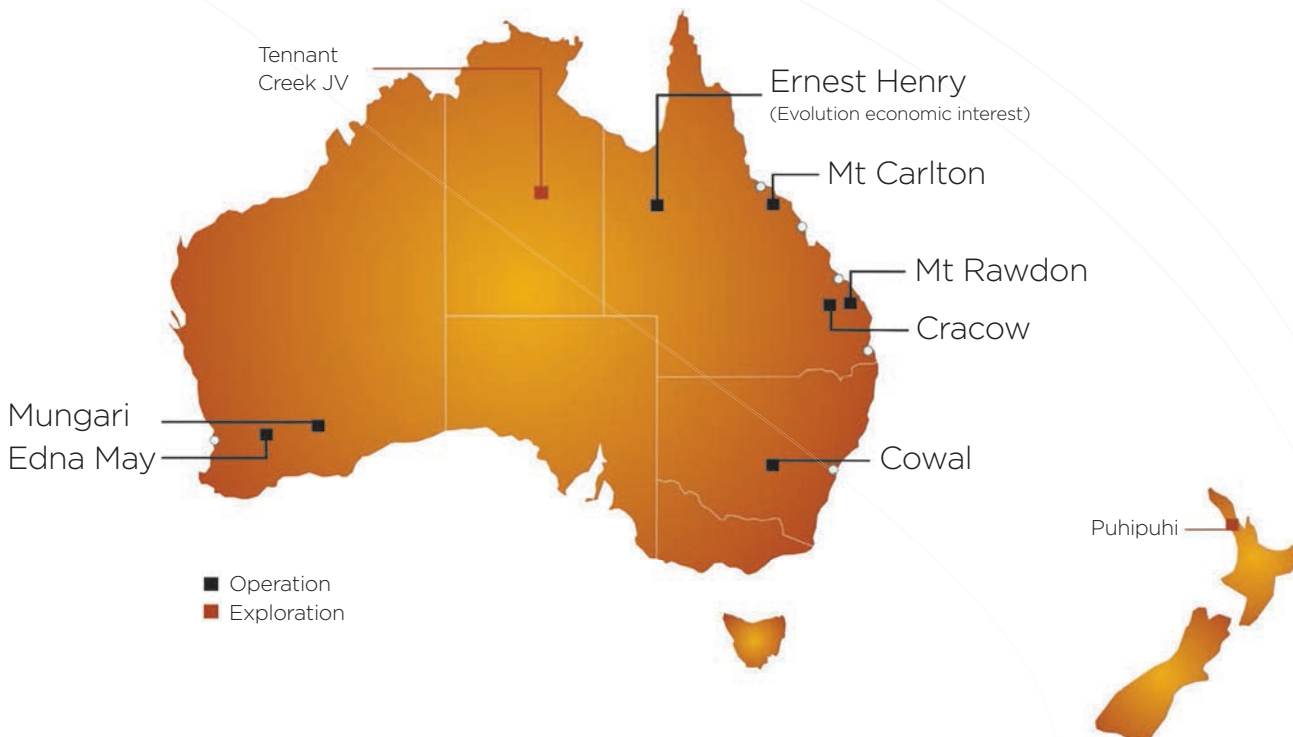 Tennant
Creek JV
Ernest Henry
(Evolution economic interest)
Mt Carlton
Mt Rawdon
Cracow
Mungari
Edna May
Cowal
Puhipuhi
Operation
Exploration